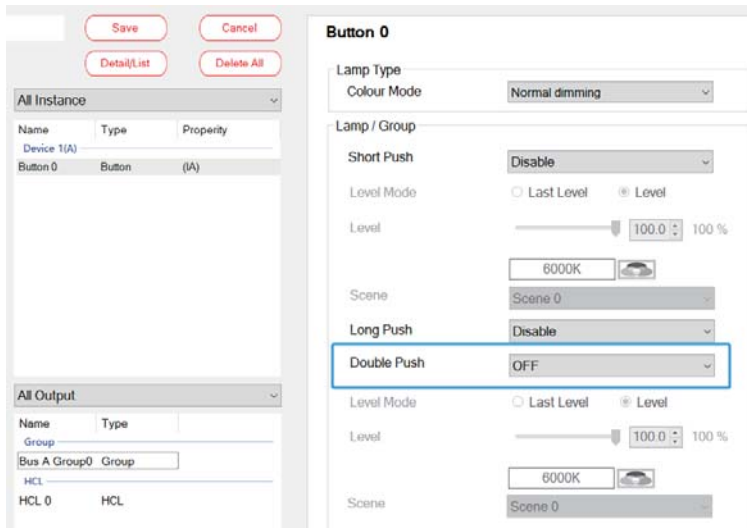 Save
Cancel
Detail/List
Delete All
All Instance
Name Type Properity
Device 1(A)
Button 0 Button (IA)
All Output
Name Type
Group
Bus A Group0 Group
HCL
HCL 0 HCL
Button 0
Lamp Type
Colour Mode Normal dimming
Lamp / Group
Short Push Disable
Level Mode Last Level Level
Level 100.0 100 %
6000K
Scene Scene 0
Long Push Disable
Double Push OFF
Level Mode Last Level Level
Level 100.0 100 %
6000K
Scene Scene 0